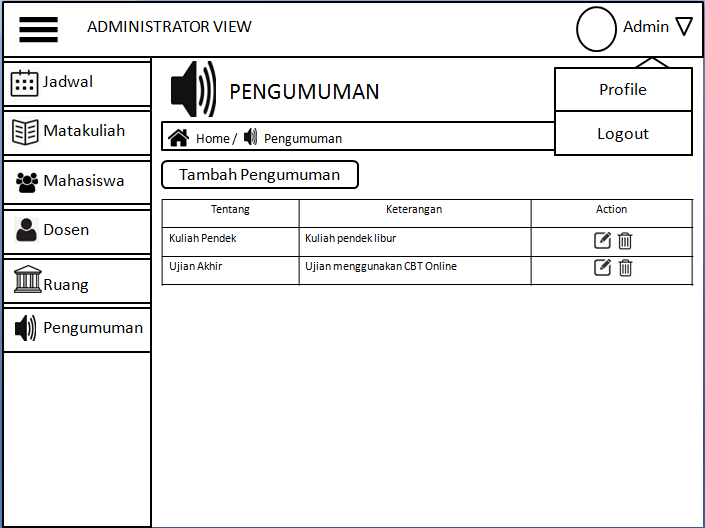 ADMINISTRATOR VIEW
Admin
Profile
Logout
Jadwal
Matakuliah
Mahasiswa
Dosen
Ruang
Pengumuman
PENGUMUMAN
Home / Pengumuman
Tambah Pengumuman
Tentang Keterangan Action
Kuliah Pendek Kuliah pendek libur
Ujian Akhir Ujian menggunakan CBT Online